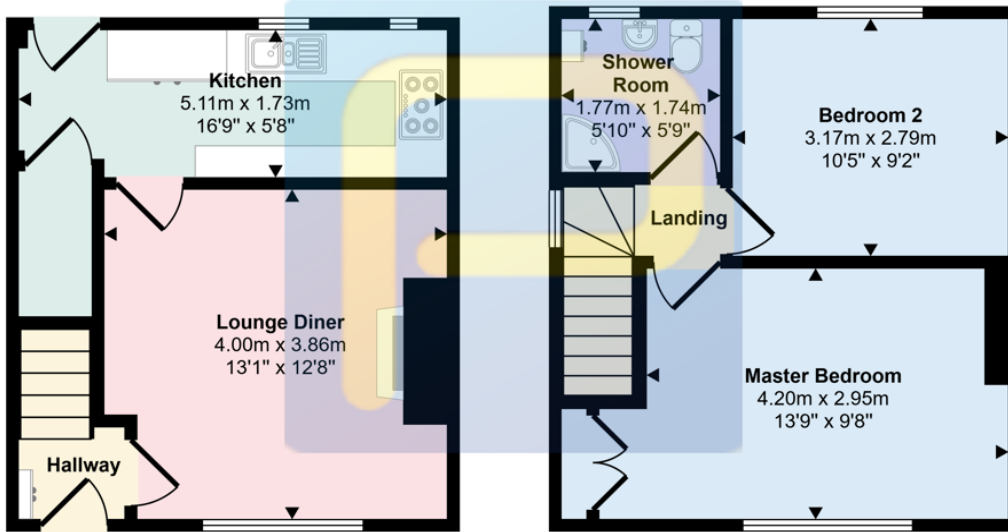 Kitchen
5.11m x 1.73m
16'9" x 5'8"
Lounge Diner
4.00m x 3.86m
13'1" x 12'8"
Hallway
Shower
Room
1.77m x 1.74m
5'10" x 5'9"
Bedroom 2
3.17m x 2.79m
10'5" x 9'2"
Landing
Master Bedroom
4.20m x 2.95m
13'9" x 9'8"